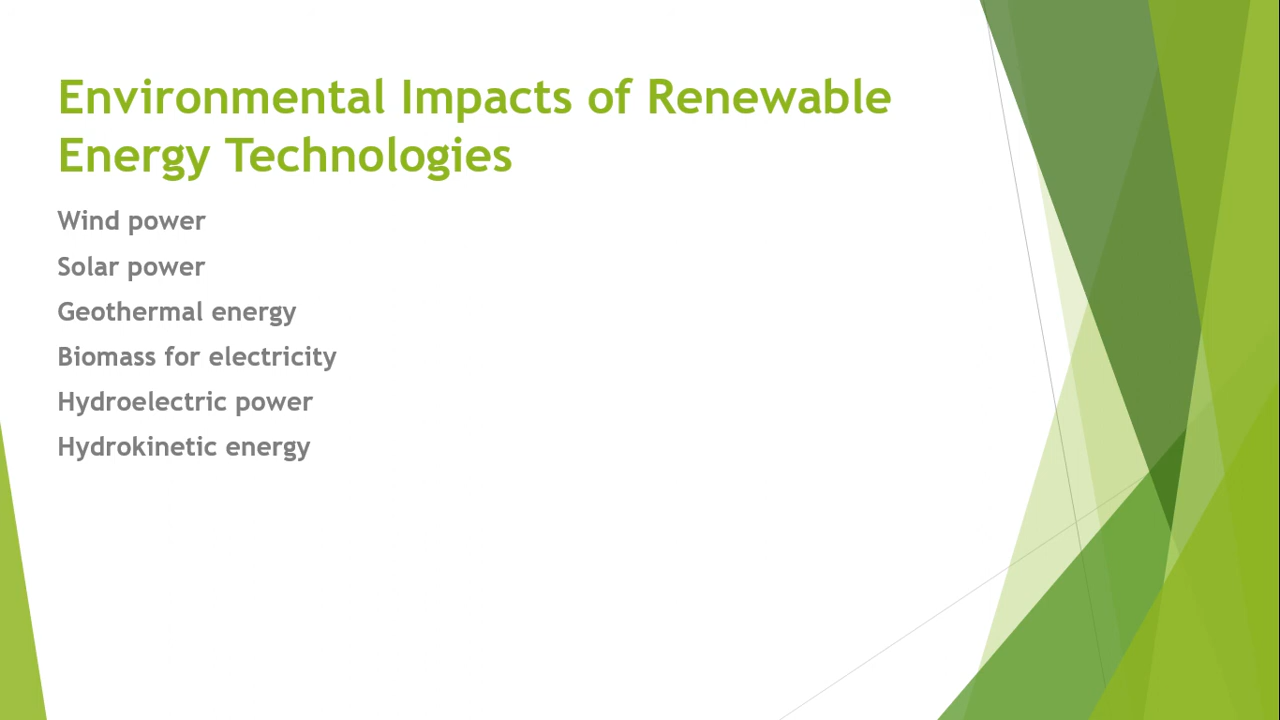 Environmental Impacts of Renewable
Energy Technologies
Wind power
Solar power
Geothermal energy
Biomass for electricity
Hydroelectric power
Hydrokinetic energy